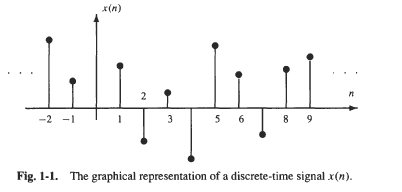 x(n)
. . .
. . .
2
n
-2 -1 1 3 5 6 8 9
Fig. 1-1. The graphical representation of a discrete-time signal x(n).